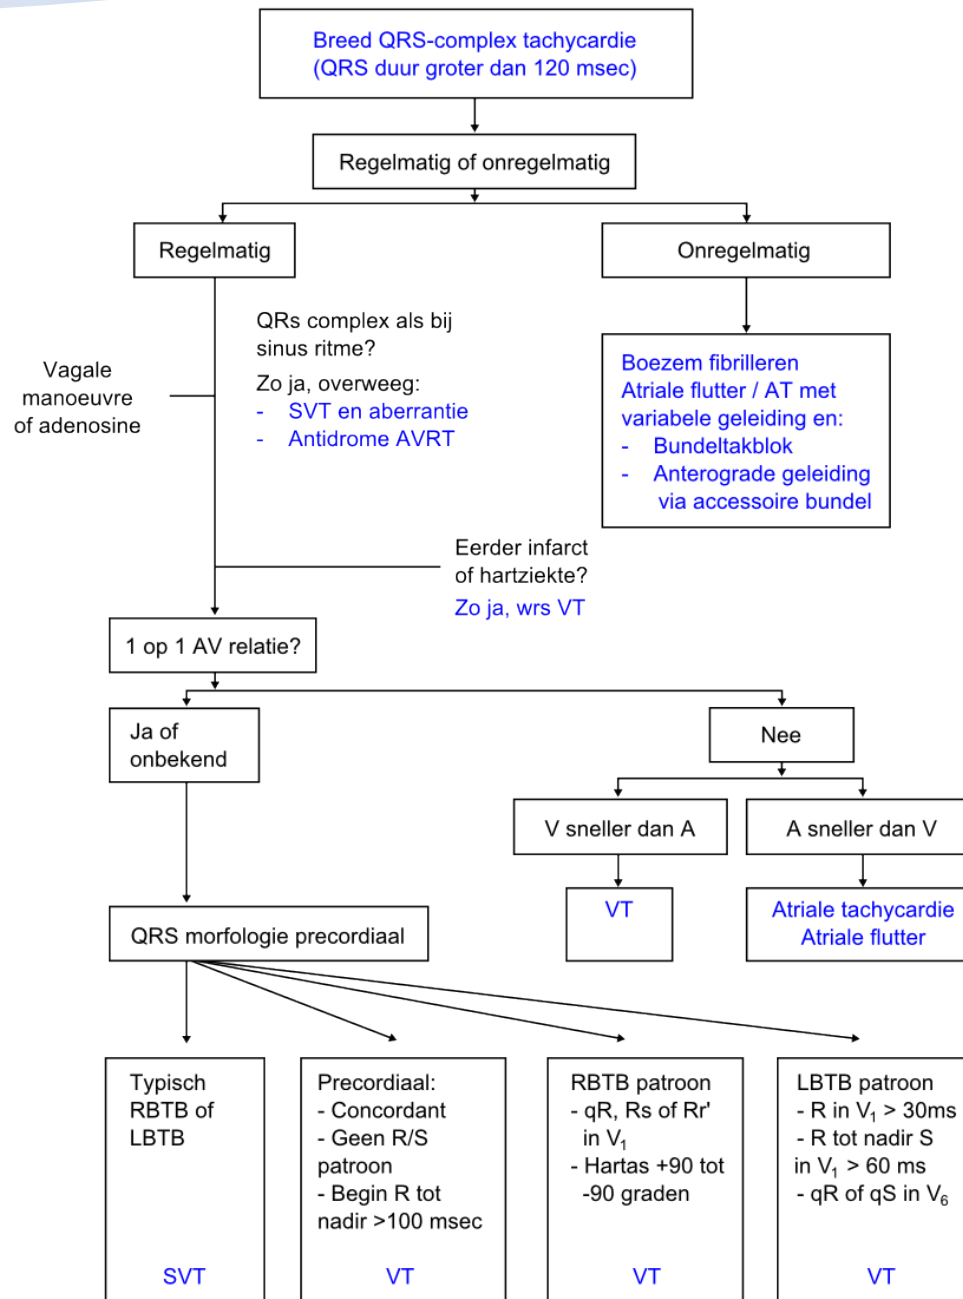 Breed QRS-complex tachycardie
(QRS duur groter dan 120 msec)
Regelmatig of onregelmatig
Regelmatig
Onregelmatig
QRs complex als bij
sinus ritme?
Zo ja, overweeg:
- SVT en aberrantie
- Antidrome AVRT
Vagale
manoeuvre
of adenosine
Boezem fibrilleren
Atriale flutter / AT met
variabele geleiding en:
- Bundeltakblok
- Anterograde geleiding
via accessoire bundel
Eerder infarct
of hartziekte?
Zo ja, wrs VT
1 op 1 AV relatie?
Ja of
onbekend
Nee
V sneller dan A
A sneller dan V
VT
Atriale tachycardie
Atriale flutter
QRS morfologie precordiaal
Typisch
RBTB of
LBTB
SVT
Precordiaal:
- Concordant
- Geen R/S
patroon
- Begin R tot
nadir >100 msec
VT
RBTB patroon
- qR, Rs of Rr'
in V₁
- Hartas +90 tot
-90 graden
VT
LBTB patroon
- R in V₁ > 30ms
- R tot nadir S
in V₁ > 60 ms
- qR of qS in V₆
VT